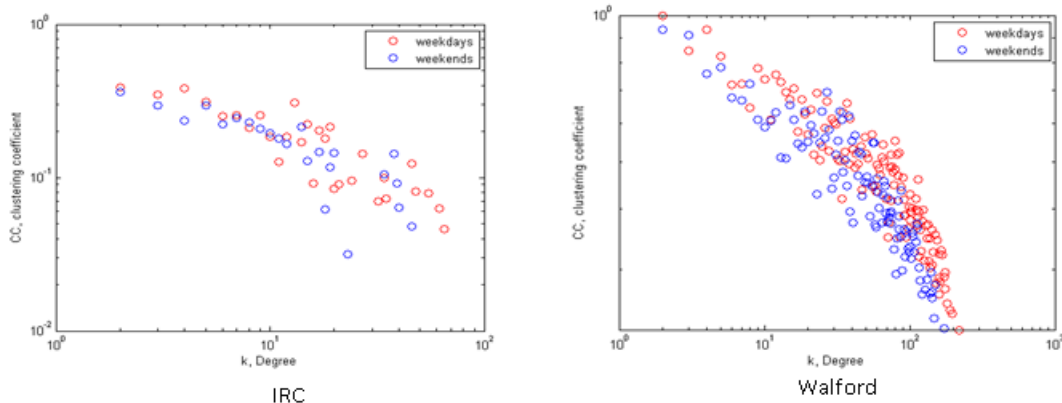 10^0
10^-1
10^-2
10^0
10^1
10^2
CC, clustering coefficient
k, Degree
weekdays
weekends
IRC
10^0
10^0
10^1
10^2
CC, clustering coefficient
k, Degree
weekdays
weekends
Walford